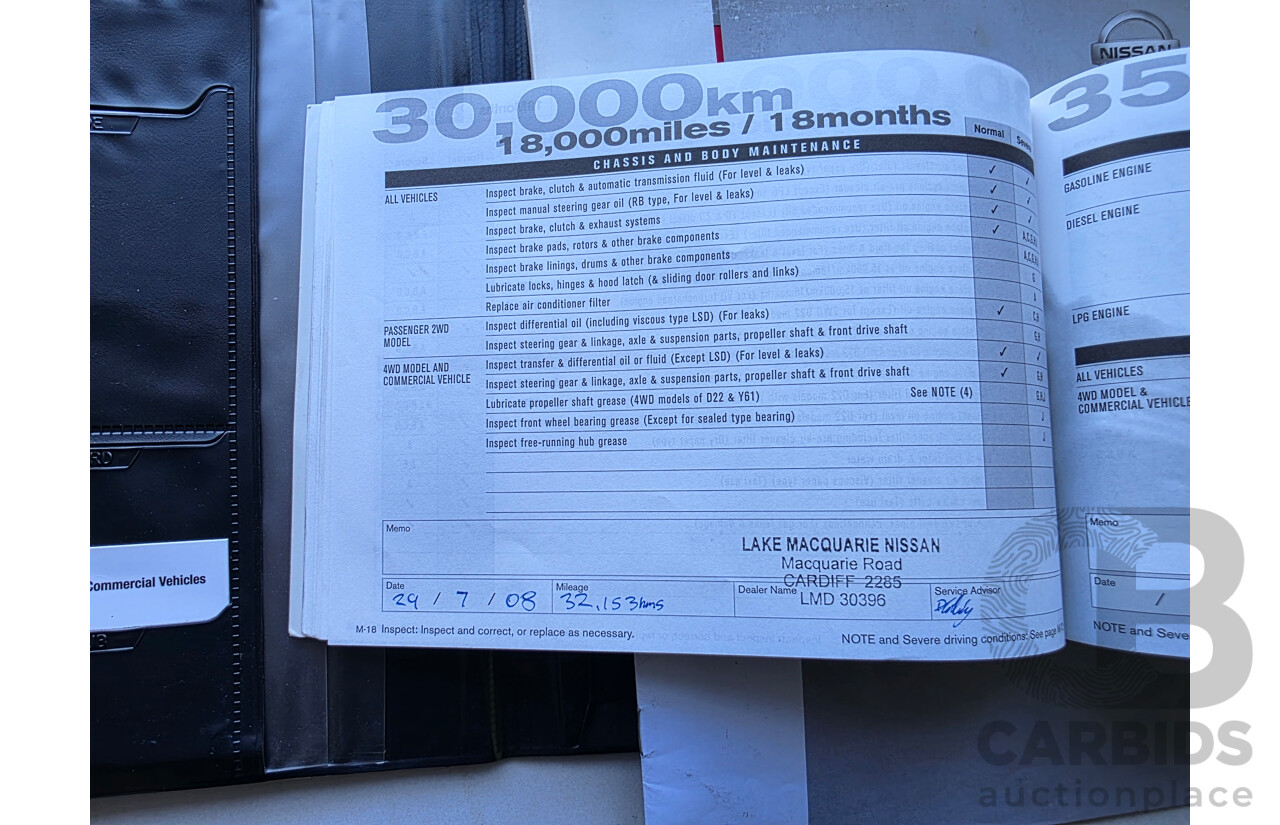 NISSAN
30,000km
18,000miles / 18months
Normal
CHASSIS AND BODY MAINTENANCE
ALL VEHICLES
Inspect brake, clutch & automatic transmission fluid (For level & leaks) ✓ ✓
Inspect manual steering gear oil (RB type, For level & leaks) ✓ ✓
Inspect brake, clutch & exhaust systems ✓ ✓
Inspect brake pads, rotors & other brake components ✓
Inspect brake linings, drums & other brake components
Lubricate locks, hinges & hood latch (& sliding door rollers and links) G
Replace air conditioner filter
PASSENGER 2WD
MODEL
Inspect differential oil (including viscous type LSD) (For leaks) ✓
Inspect steering gear & linkage, axle & suspension parts, propeller shaft & front drive shaft
4WD MODEL AND
COMMERCIAL VEHICLE
Inspect transfer & differential oil or fluid (Except LSD) (For level & leaks) ✓ ✓
Inspect steering gear & linkage, axle & suspension parts, propeller shaft & front drive shaft ✓
Lubricate propeller shaft grease (4WD models of D22 & Y61) See NOTE (4)
Inspect front wheel bearing grease (Except for sealed type bearing)
Inspect free-running hub grease
Memo
LAKE MACQUARIE NISSAN
Macquarie Road
CARDIFF 2285
LMD 30396
Date 29 / 7 / 08
Mileage 32,153kms
Dealer Name
Service Advisor
M-18 Inspect: Inspect and correct, or replace as necessary.
NOTE and Severe driving conditions: See page
35
GASOLINE ENGINE
DIESEL ENGINE
LPG ENGINE
ALL VEHICLES
4WD MODEL &
COMMERCIAL VEHICLE
Memo
Date
/
NOTE and Seve
Commercial Vehicles
CARBIDS
auctionplace